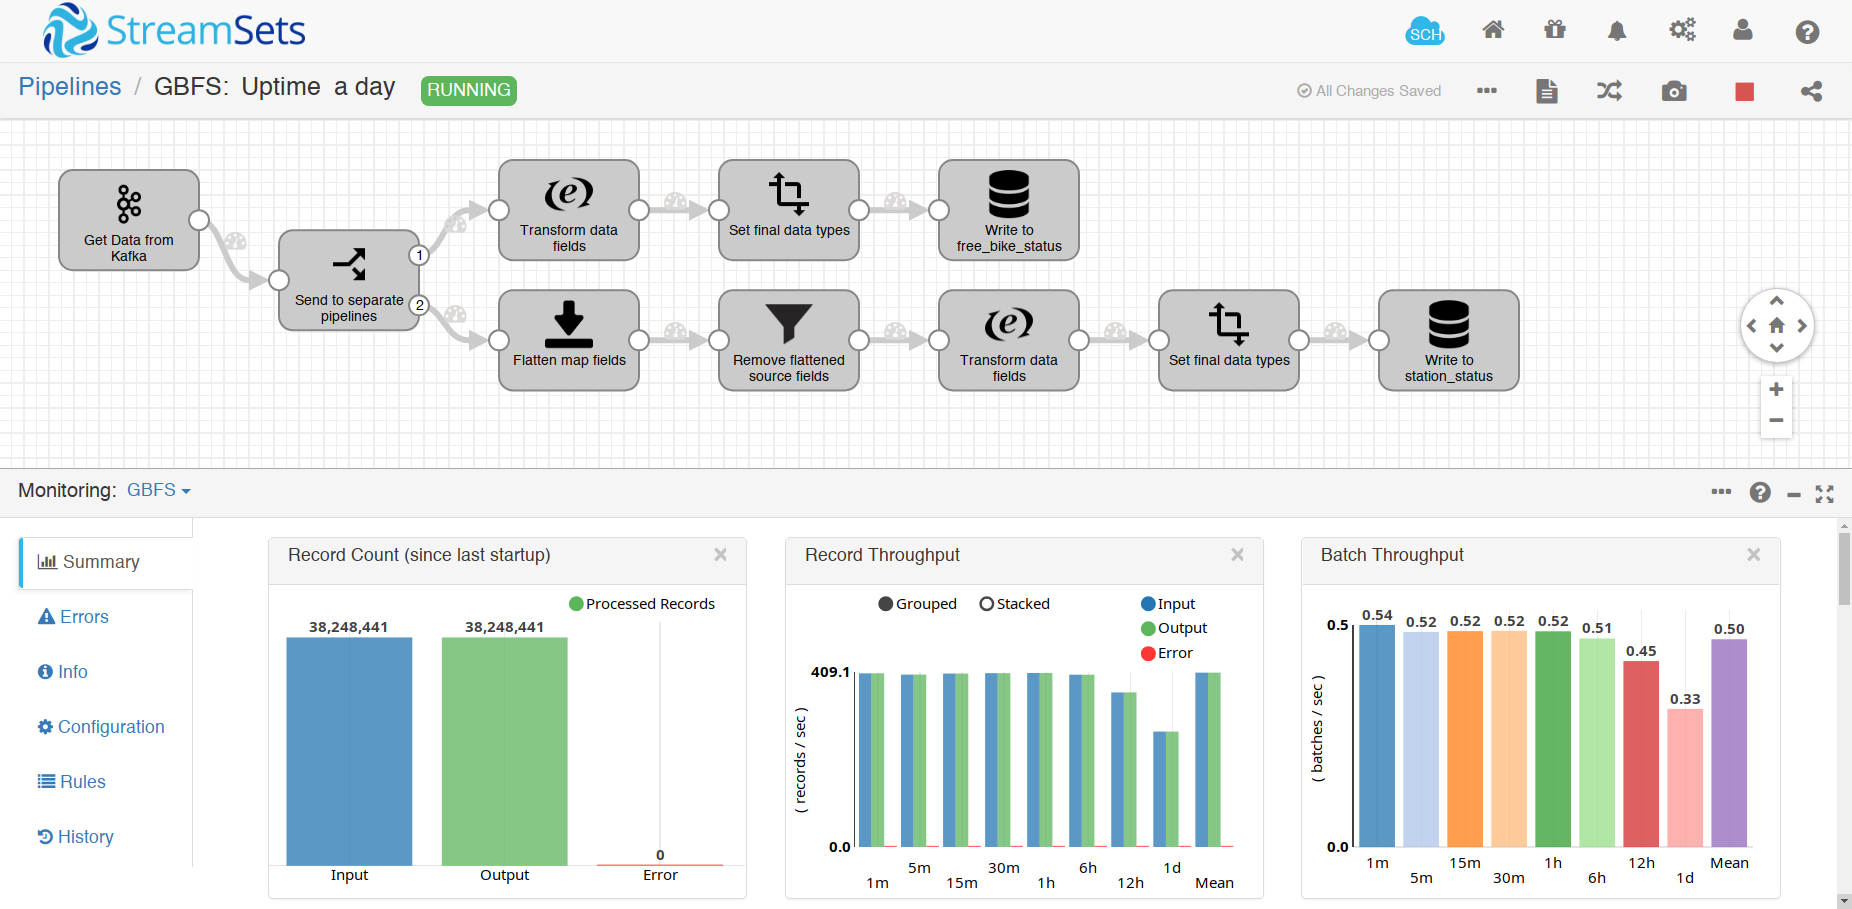 StreamSets
SCH
Pipelines / GBFS: Uptime a day RUNNING
All Changes Saved
Get Data from
Kafka
Send to separate
pipelines
1
2
Transform data
fields
Set final data types
Write to
free_bike_status
Flatten map fields
Remove flattened
source fields
Transform data
fields
Set final data types
Write to
station_status
Monitoring: GBFS
Summary
Errors
Info
Configuration
Rules
History
Record Count (since last startup)
Processed Records
38,248,441
38,248,441
0
Input
Output
Error
Record Throughput
Grouped
Stacked
Input
Output
Error
409.1
0.0
( records / sec )
1m
5m
15m
30m
1h
6h
12h
1d
Mean
Batch Throughput
0.5
0.0
( batches / sec )
0.54
0.52
0.52
0.52
0.52
0.51
0.45
0.33
0.50
1m
5m
15m
30m
1h
6h
12h
1d
Mean